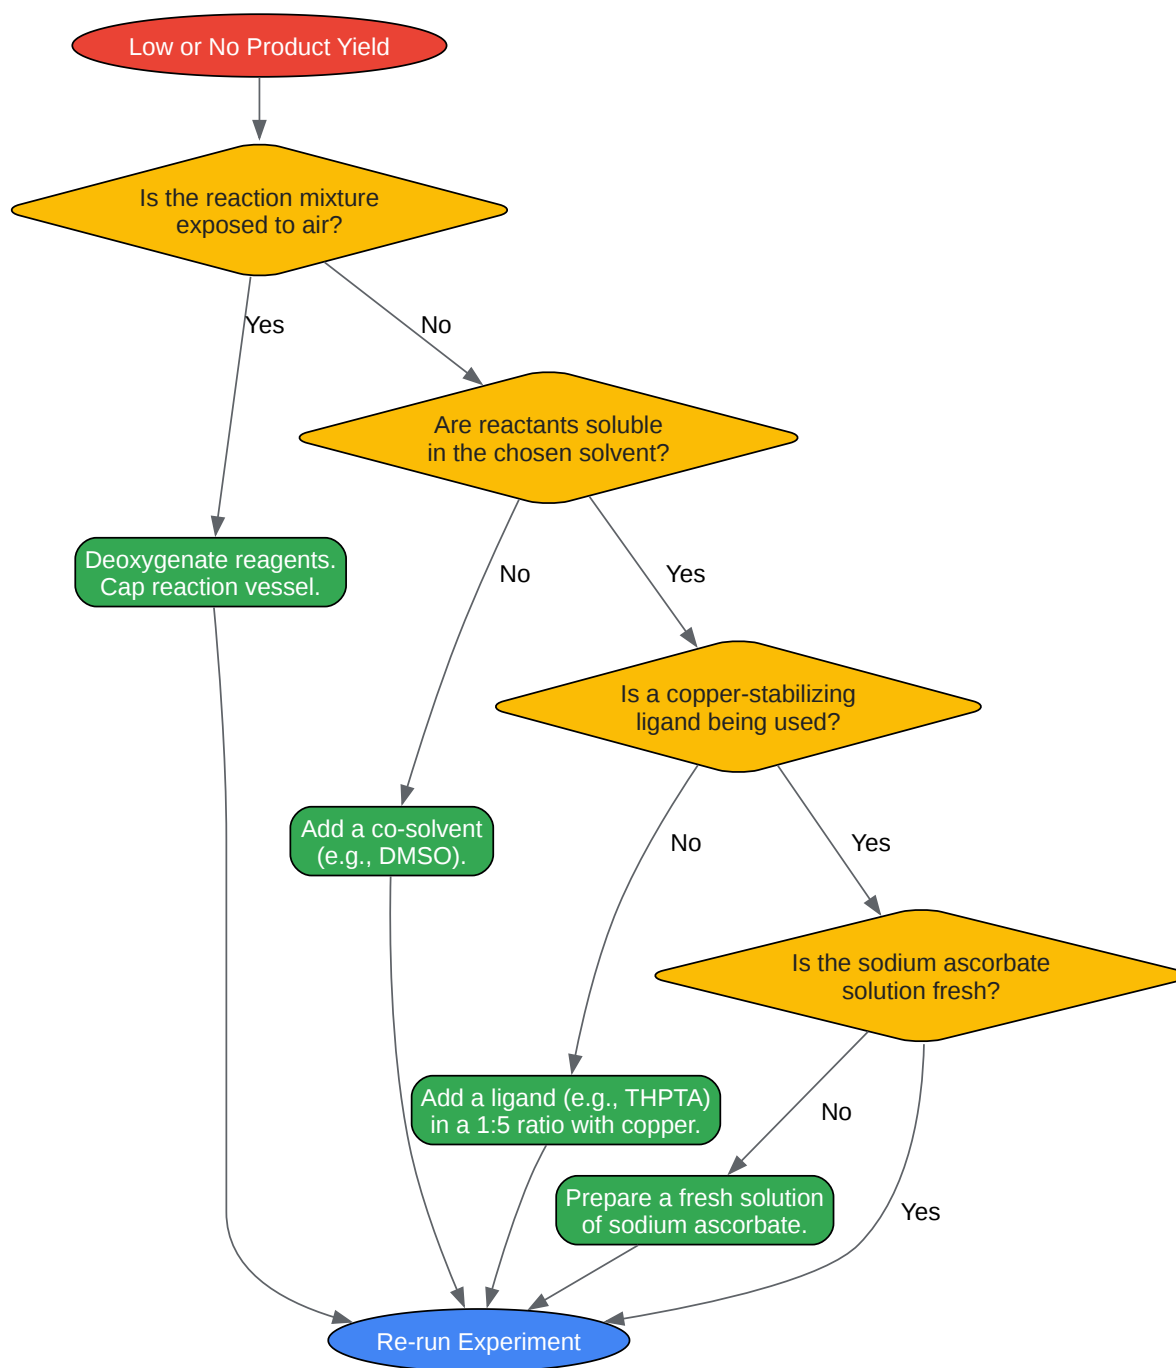 Low or No Product Yield
Is the reaction mixture
exposed to air?
Yes
No
Are reactants soluble
in the chosen solvent?
Deoxygenate reagents.
Cap reaction vessel.
No
Yes
Is a copper-stabilizing
ligand being used?
Add a co-solvent
(e.g., DMSO).
No
Yes
Is the sodium ascorbate
solution fresh?
Add a ligand (e.g., THPTA)
in a 1:5 ratio with copper.
No
Prepare a fresh solution
of sodium ascorbate.
Yes
Re-run Experiment